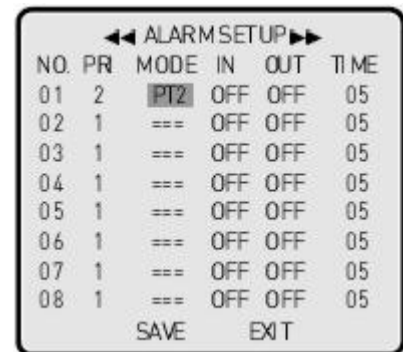 ◄◄ ALARM SETUP ►►
NO. PRI MODE IN OUT TIME
01 2 PT2 OFF OFF 05
02 1 === OFF OFF 05
03 1 === OFF OFF 05
04 1 === OFF OFF 05
05 1 === OFF OFF 05
06 1 === OFF OFF 05
07 1 === OFF OFF 05
08 1 === OFF OFF 05
SAVE EXIT